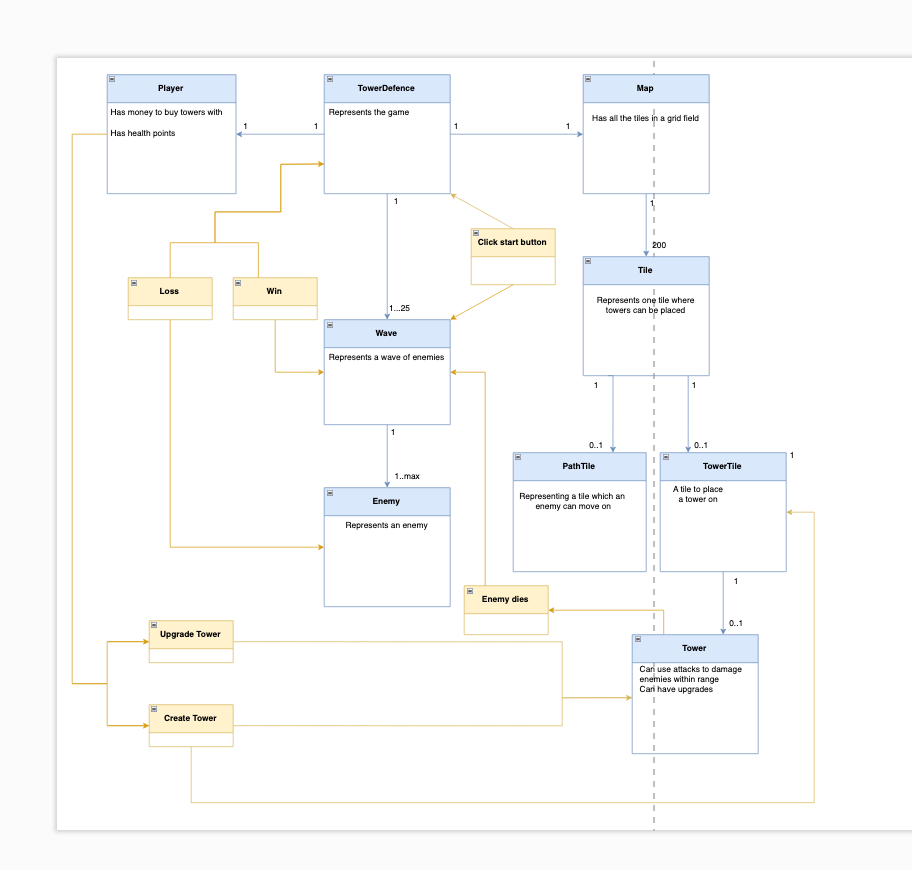 Player
Has money to buy towers with
Has health points
1
1
TowerDefence
Represents the game
1
1
Map
Has all the tiles in a grid field
1
1
200
Click start button
Tile
Represents one tile where
towers can be placed
Loss
Win
1...25
Wave
Represents a wave of enemies
1
1
1
0..1
0..1
1
1..max
PathTile
Representing a tile which an
enemy can move on
TowerTile
A tile to place
a tower on
Enemy
Represents an enemy
1
0..1
Enemy dies
Upgrade Tower
Tower
Can use attacks to damage
enemies within range
Can have upgrades
Create Tower